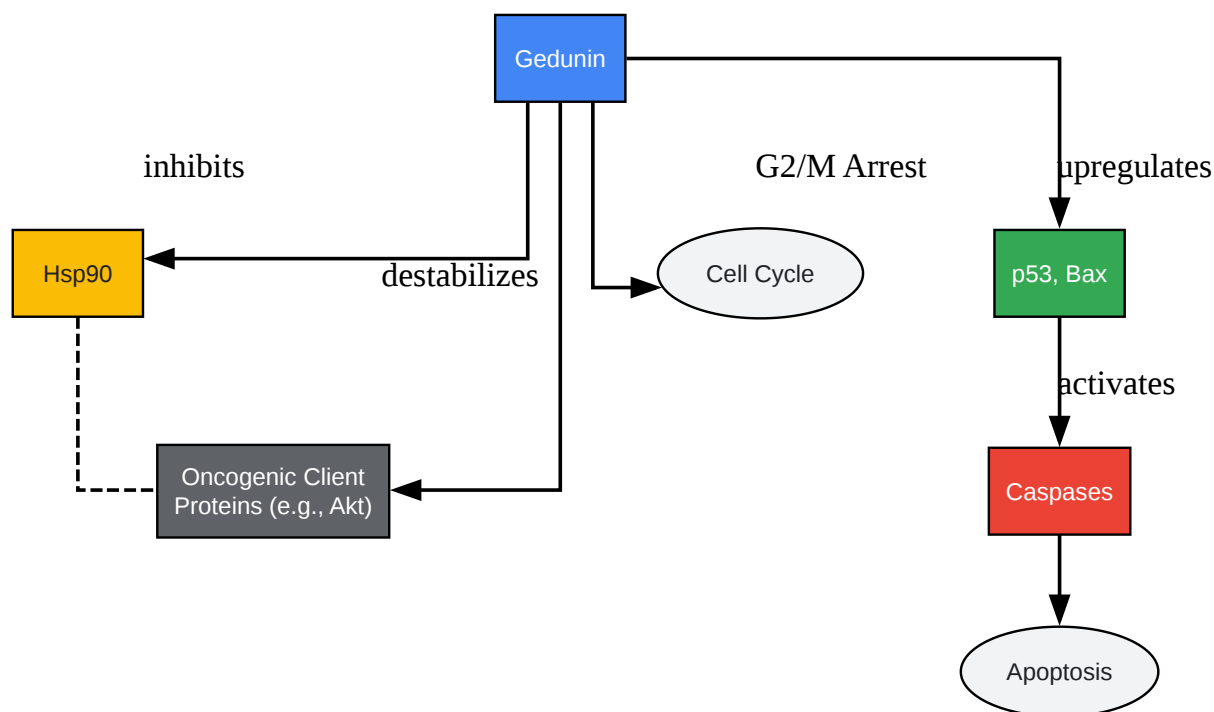 Gedunin
inhibits
G2/M Arrest
upregulates
Hsp90
destabilizes
Cell Cycle
p53, Bax
activates
Oncogenic Client
Proteins (e.g., Akt)
Caspases
Apoptosis